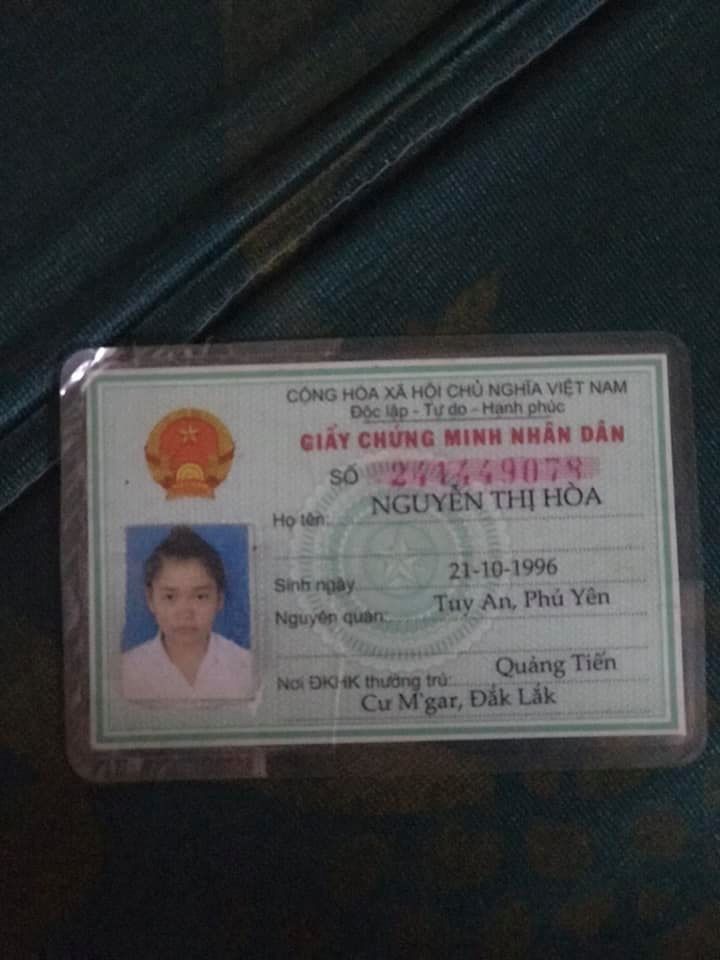 CỘNG HÒA XÃ HỘI CHỦ NGHĨA VIỆT NAM
Độc lập - Tự do - Hạnh phúc
GIẤY CHỨNG MINH NHÂN DÂN
SỐ 241449078
Họ tên: NGUYỄN THỊ HÒA
Sinh ngày 21-10-1996
Nguyên quán: Tuy An, Phú Yên
Nơi ĐKHK thường trú: Quảng Tiến
Cư M'gar, Đắk Lắk